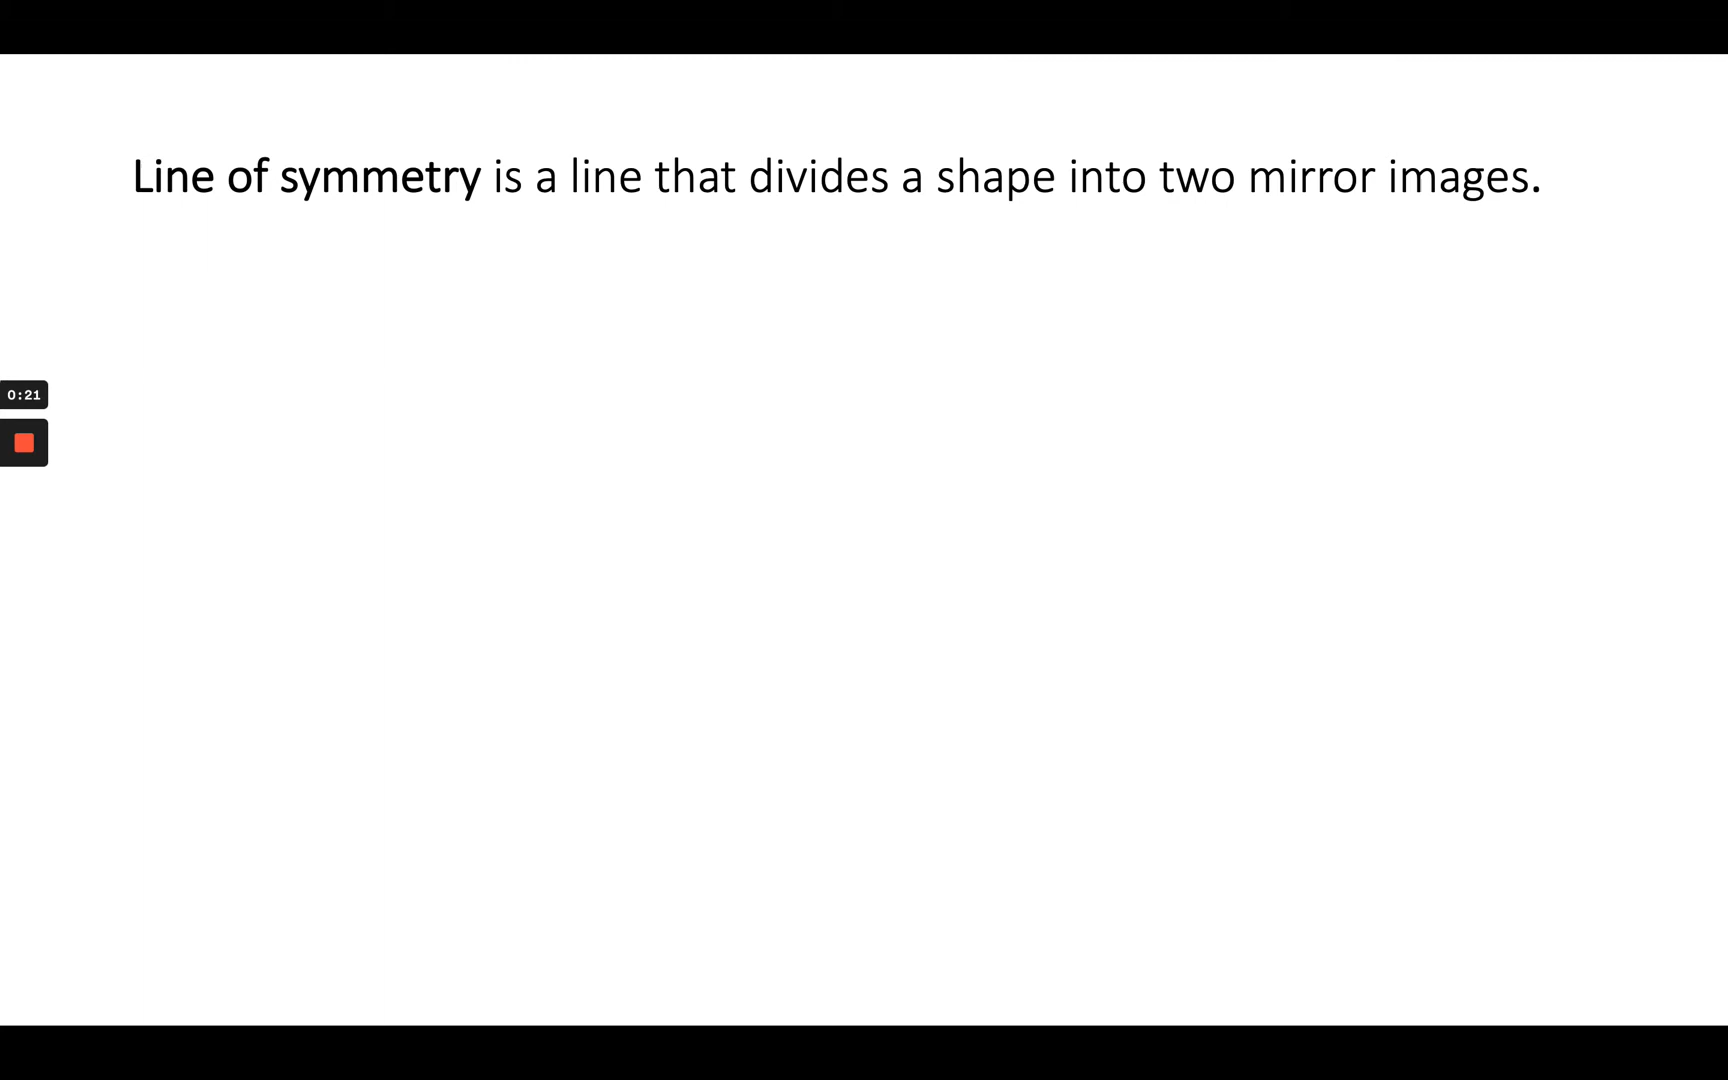 Line of symmetry is a line that divides a shape into two mirror images.
0:21